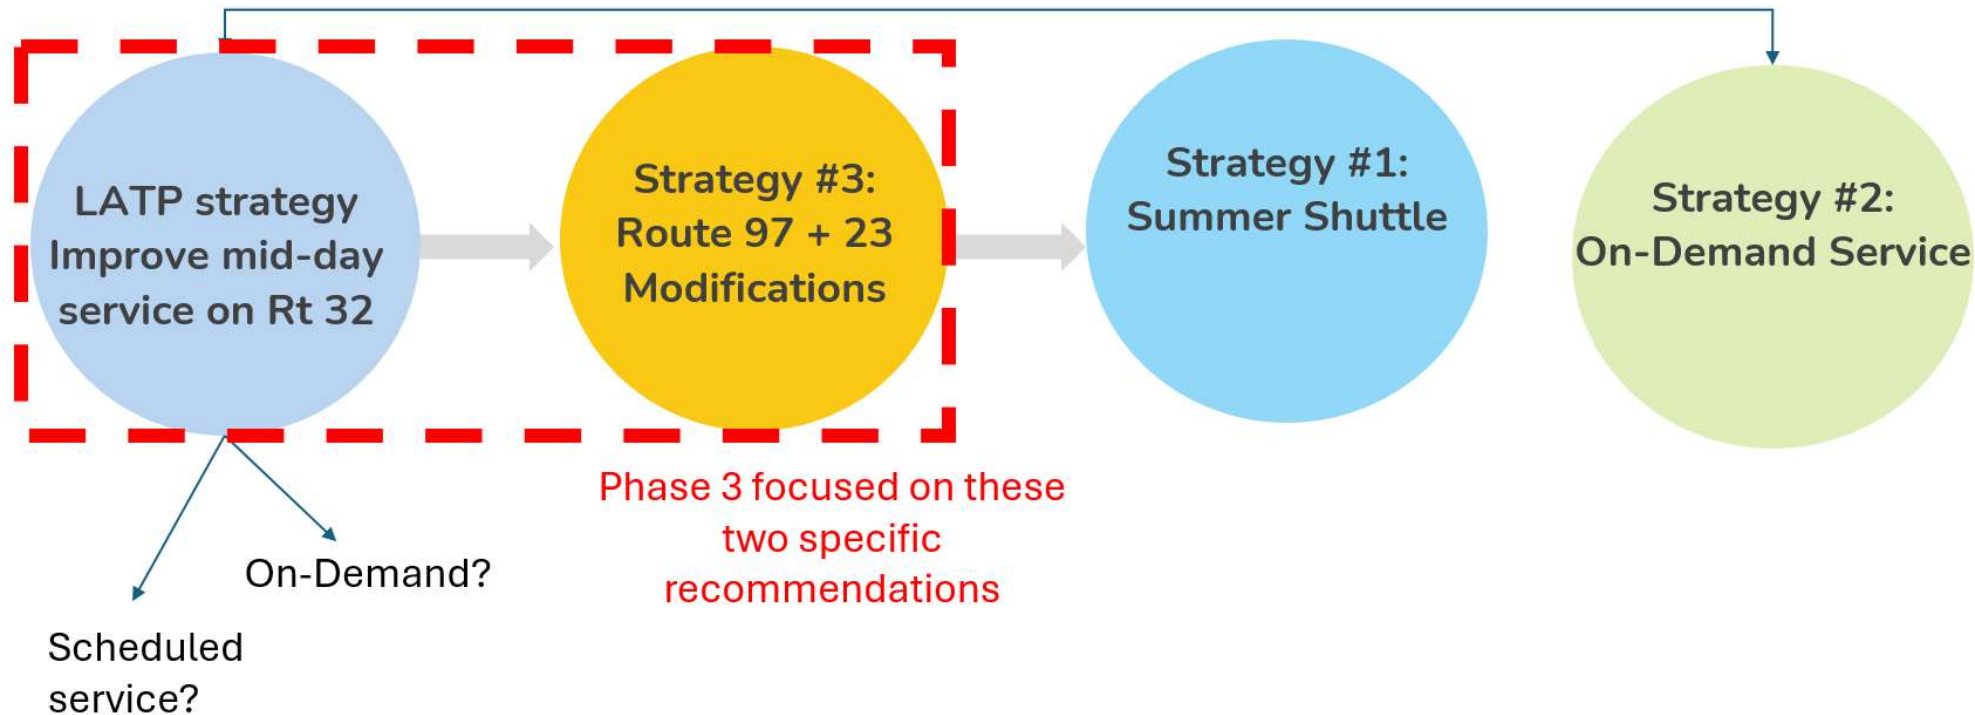 LATP strategy
Improve mid-day
service on Rt 32
Strategy #3:
Route 97 + 23
Modifications
Strategy #1:
Summer Shuttle
Strategy #2:
On-Demand Service
Phase 3 focused on these
two specific
recommendations
On-Demand?
Scheduled
service?